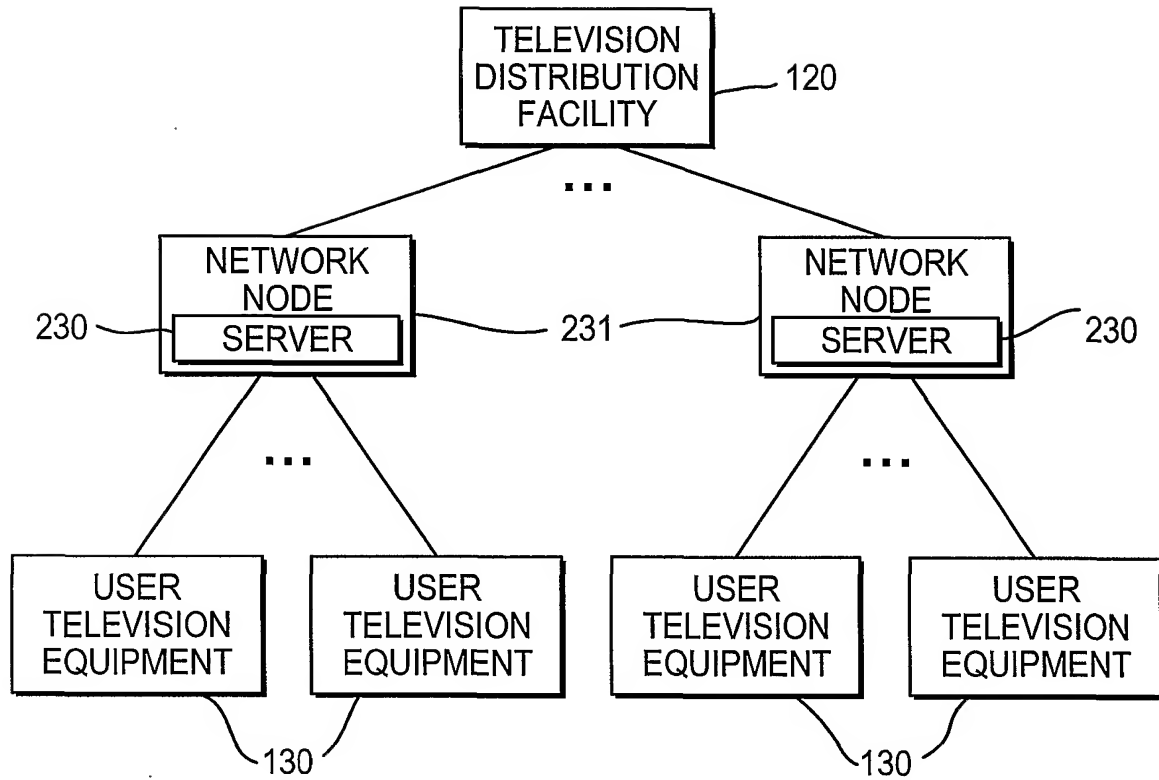 TELEVISION
DISTRIBUTION
FACILITY
120
...
NETWORK
NODE
SERVER
230
231
NETWORK
NODE
SERVER
230
...
...
USER
TELEVISION
EQUIPMENT
USER
TELEVISION
EQUIPMENT
USER
TELEVISION
EQUIPMENT
USER
TELEVISION
EQUIPMENT
130
130